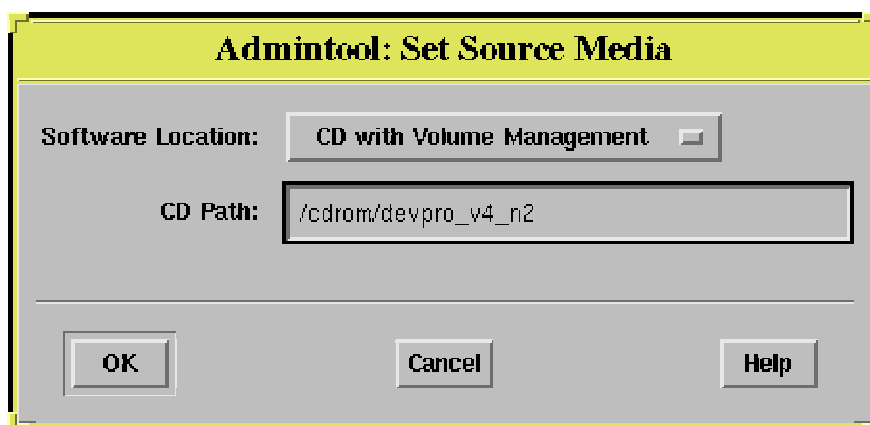 Admintool: Set Source Media
Software Location: CD with Volume Management
CD Path: /cdrom/devpro_v4_n2
OK Cancel Help